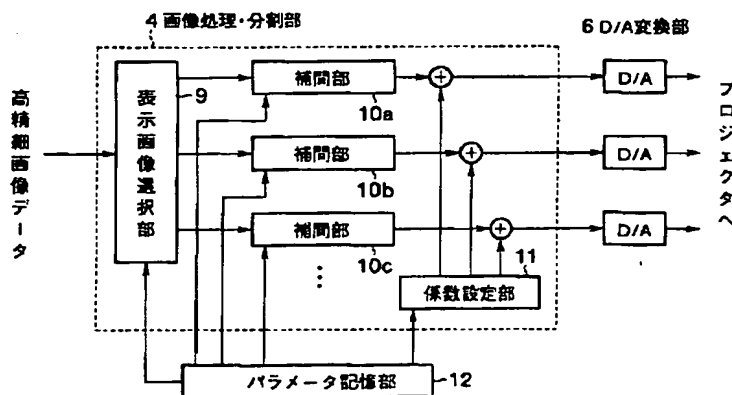 4 画像処理・分割部
6 D/A変換部
高精細画像データ
表示画像選択部
9
補間部
10a
D/A
補間部
10b
D/A
補間部
10c
D/A
プロジェクタへ
11
係数設定部
パラメータ記憶部
12